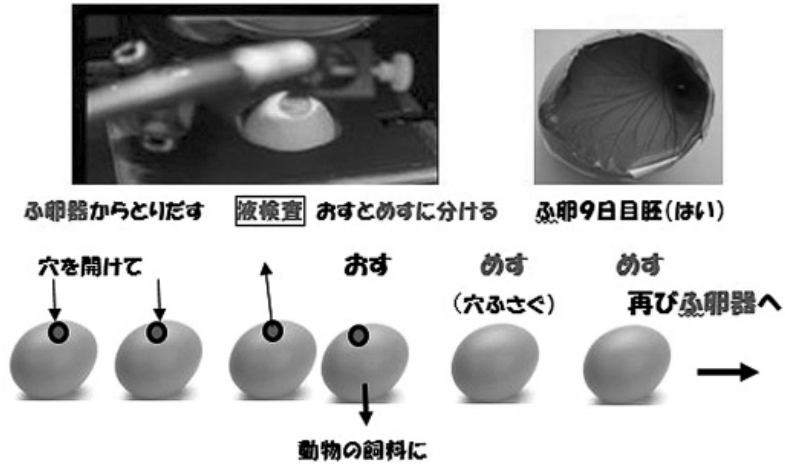 ふ卵器からとりだす 液検査 おすとめすに分ける ふ卵9日目胚(はい)
穴を開けて おす めす めす
(穴ふさぐ) 再びふ卵器へ
動物の飼料に